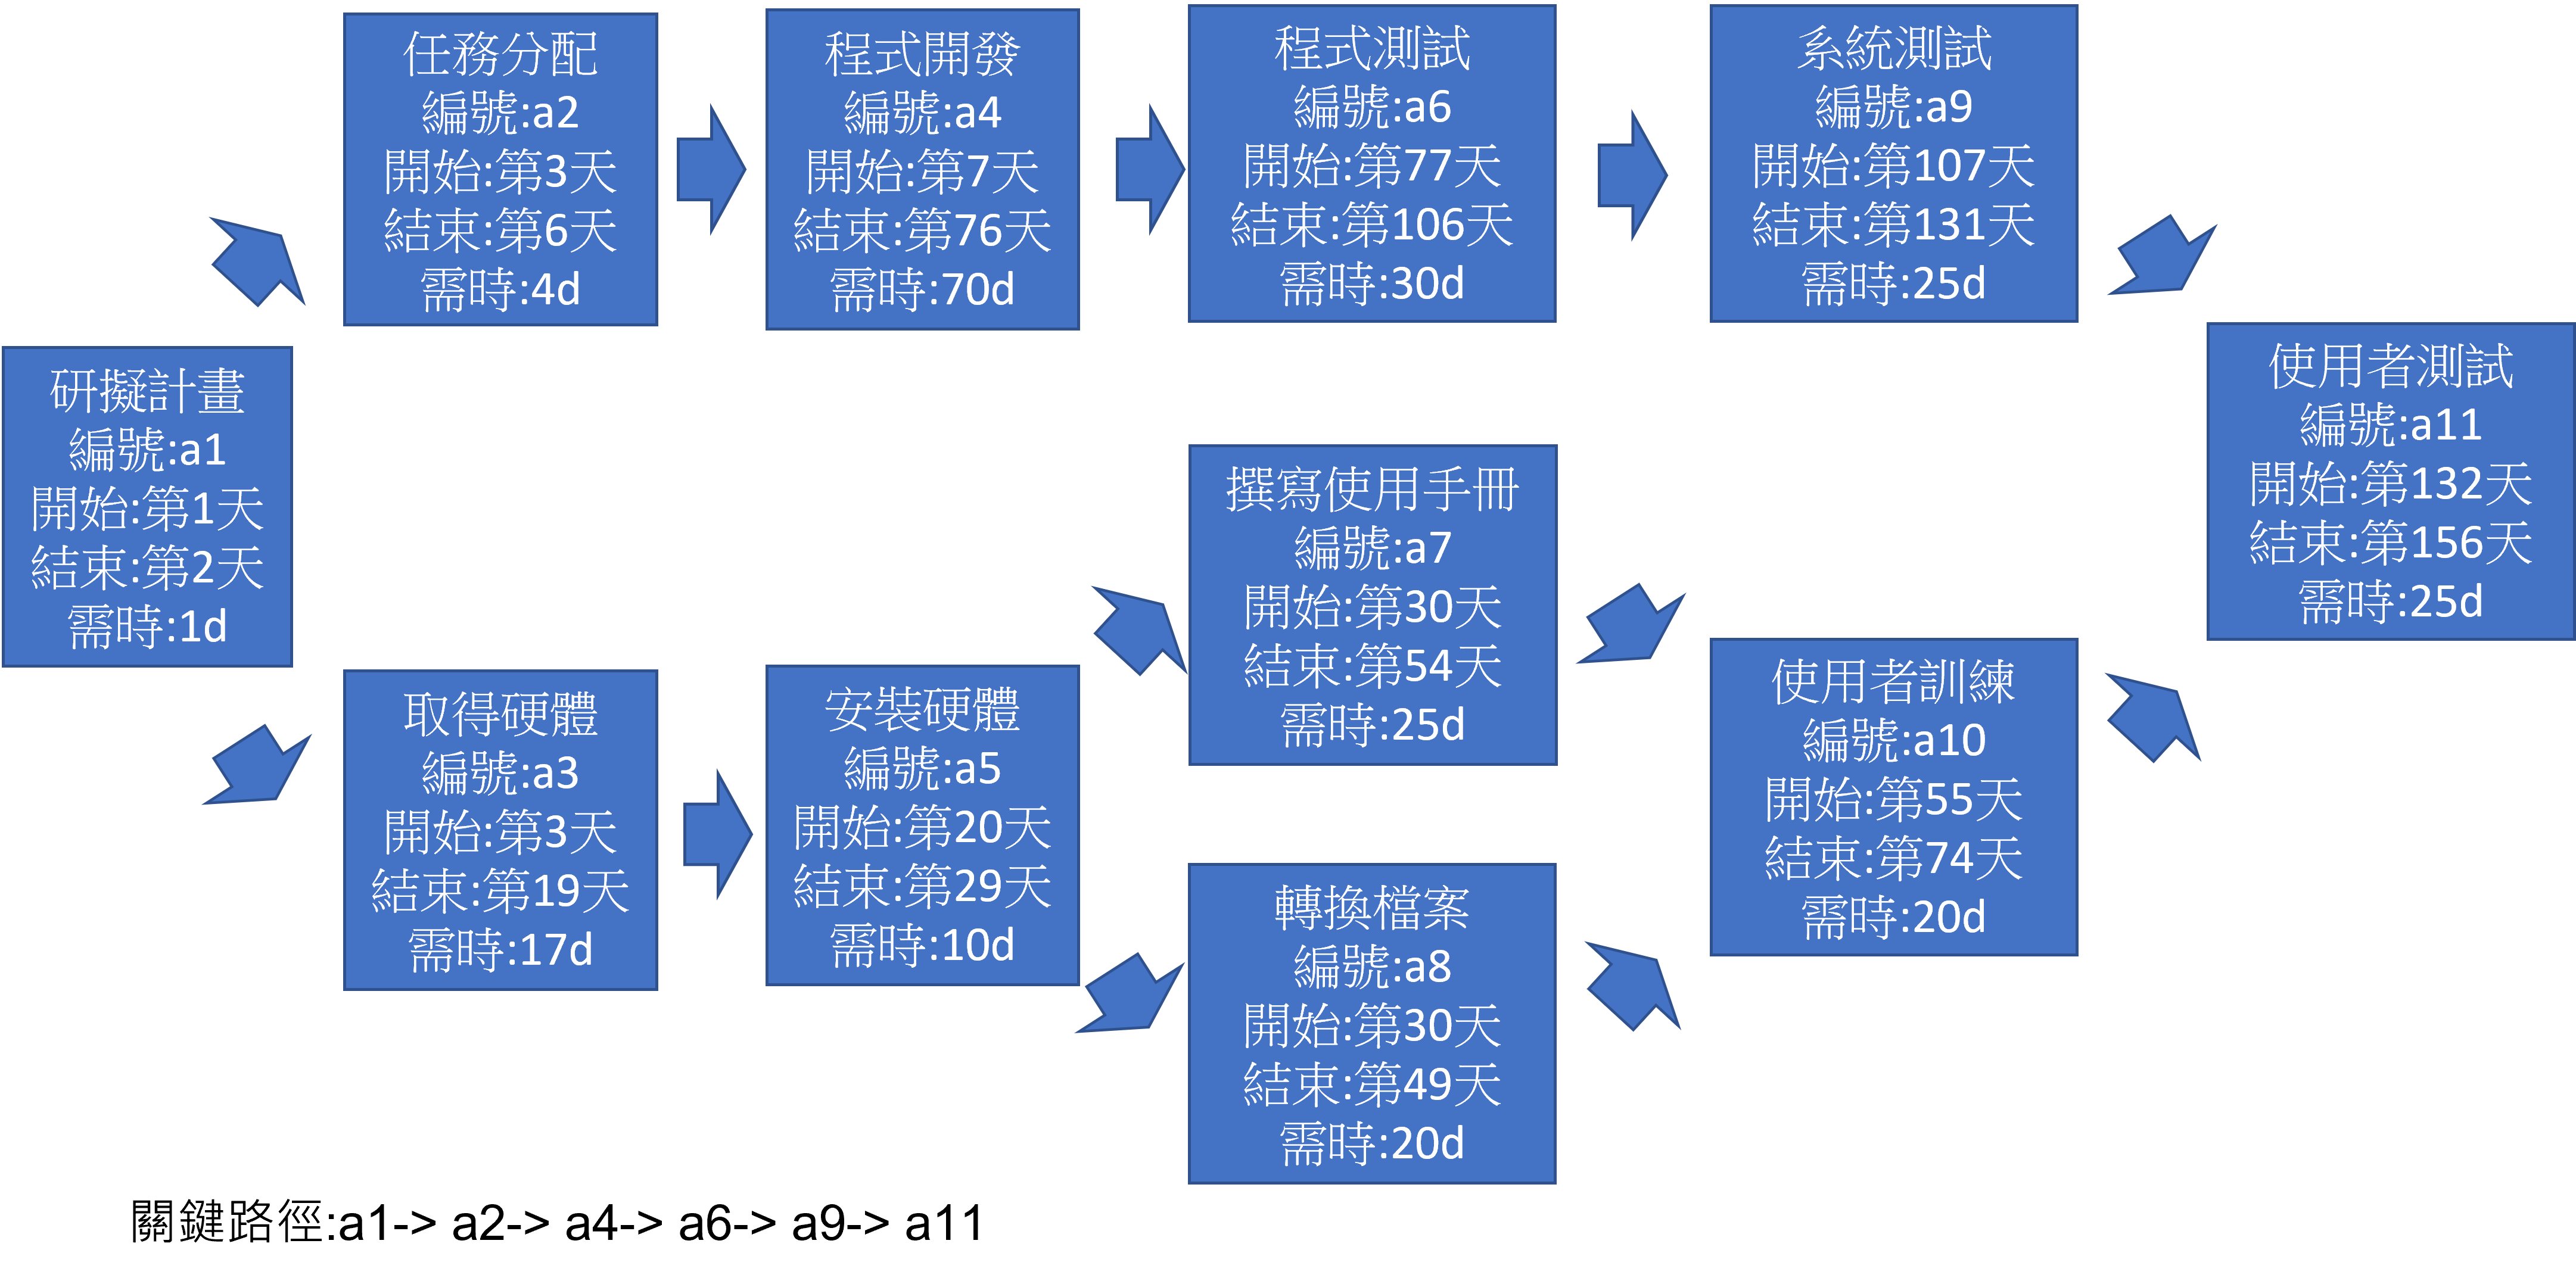 任務分配
編號:a2
開始:第3天
結束:第6天
需時:4d
程式開發
編號:a4
開始:第7天
結束:第76天
需時:70d
程式測試
編號:a6
開始:第77天
結束:第106天
需時:30d
系統測試
編號:a9
開始:第107天
結束:第131天
需時:25d
研擬計畫
編號:a1
開始:第1天
結束:第2天
需時:1d
使用者測試
編號:a11
開始:第132天
結束:第156天
需時:25d
取得硬體
編號:a3
開始:第3天
結束:第19天
需時:17d
安裝硬體
編號:a5
開始:第20天
結束:第29天
需時:10d
撰寫使用手冊
編號:a7
開始:第30天
結束:第54天
需時:25d
使用者訓練
編號:a10
開始:第55天
結束:第74天
需時:20d
轉換檔案
編號:a8
開始:第30天
結束:第49天
需時:20d
關鍵路徑:a1-> a2-> a4-> a6-> a9-> a11